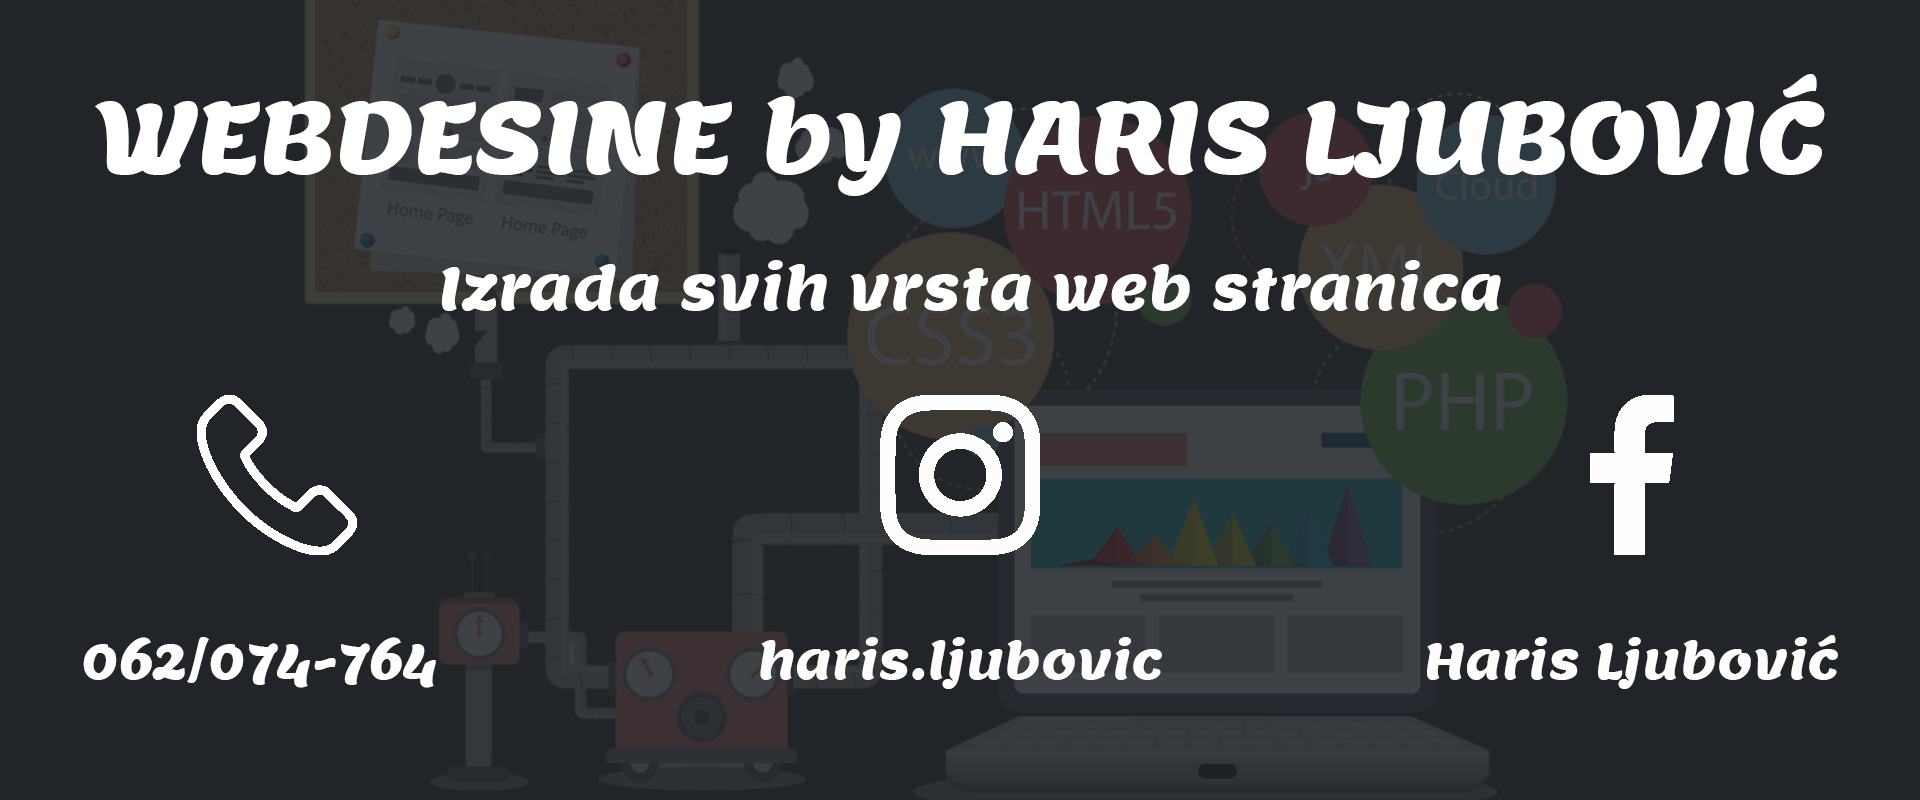 WEBDESINE by HARIS LJUBOVIĆ
Home Page Home Page
HTML5
Cloud
Izrada svih vrsta web stranica
CSS3
PHP
062/074-764
haris.ljubovic
Haris Ljubović